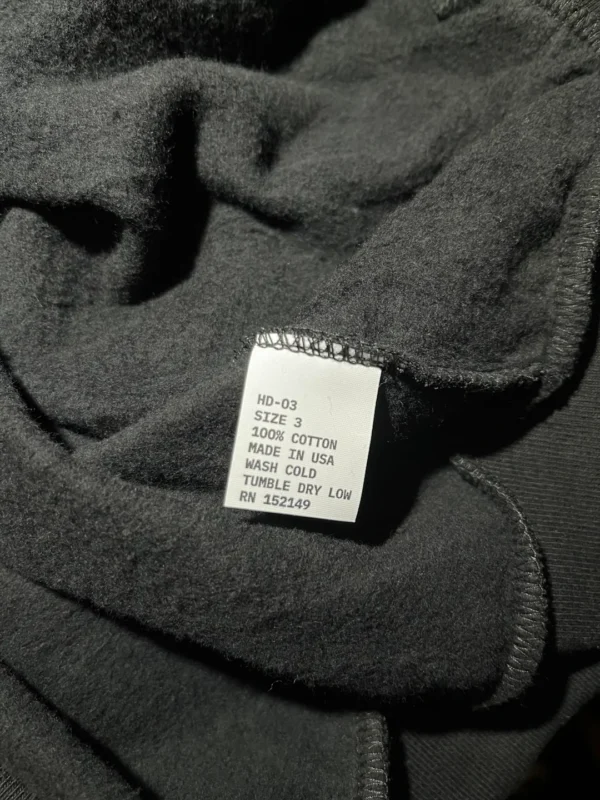 HD-03
SIZE 3
100% COTTON
MADE IN USA
WASH COLD
TUMBLE DRY LOW
RN 152149